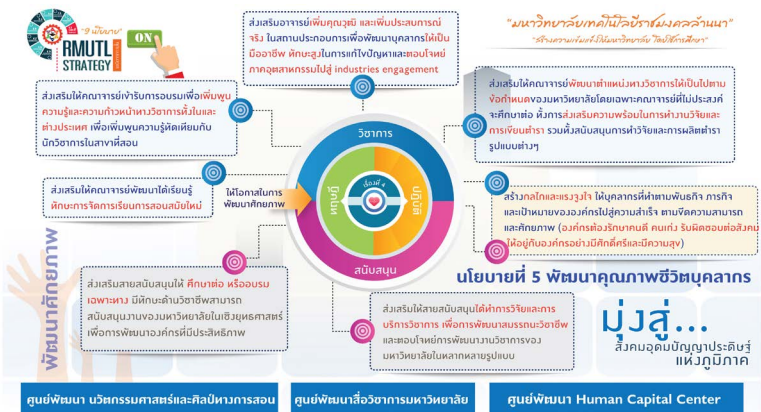 "9 นโยบาย"
RMUTL
STRATEGY
ON
"มหาวิทยาลัยเทคโนโลยีราชมงคลล้านนา"
ส่งเสริมอาจารย์เพิ่มคุณวุฒิ และเพิ่มประสบการณ์
จริง ในสถานประกอบการเพื่อพัฒนาบุคลากรให้เป็น
มืออาชีพ ทักษะสูงในการแก้ไขปัญหาและตอบโจทย์
ภาคอุตสาหกรรมไปสู่ industries engagement
ส่งเสริมให้คณาจารย์เข้ารับการอบรมเพื่อเพิ่มพูน
ความรู้และความก้าวหน้าทางวิชาการทั้งในและ
ต่างประเทศ เพื่อเพิ่มพูนความรู้ทัดเทียมกับ
นักวิชาการในสาขาที่สอน
ส่งเสริมให้คณาจารย์พัฒนาตำแหน่งทางวิชาการให้เป็นไปตาม
ข้อกำหนดของมหาวิทยาลัยโดยเฉพาะคณาจารย์ที่ไม่ประสงค์
จะศึกษาต่อ ทั้งการส่งเสริมความพร้อมในการทำงานวิจัยและ
การเขียนตำรา รวมทั้งสนับสนุนการทำวิจัยและการผลิตตำรา
รูปแบบต่างๆ
ส่งเสริมให้คณาจารย์พัฒนาได้เรียนรู้
ทักษะการจัดการเรียนการสอนสมัยใหม่
ให้โอกาสในการ
พัฒนาศักยภาพ
วิชาการ
เรื่องที่ 4
ปฏิบัติ
สนับสนุน
สร้างกลไกและแรงจูงใจ ให้บุคลากรที่ทำตามพันธกิจ ภารกิจ
และเป้าหมายขององค์กรไปสู่ความสำเร็จ ตามขีดความสามารถ
และศักยภาพ (องค์กรต้องรักษาคนดี คนเก่ง รับผิดชอบต่อสังคม
ให้อยู่กับองค์กรอย่างมีศักดิ์ศรีและมีความสุข)
พัฒนาศักยภาพ
ส่งเสริมสายสนับสนุนให้ ศึกษาต่อ หรืออบรม
เฉพาะทาง มีทักษะด้านวิชาชีพสามารถ
สนับสนุนงานของมหาวิทยาลัยในเชิงยุทธศาสตร์
เพื่อการพัฒนาองค์กรที่มีประสิทธิภาพ
นโยบายที่ 5 พัฒนาคุณภาพชีวิตบุคลากร
ส่งเสริมให้สายสนับสนุนได้ทำการวิจัยและการ
บริการวิชาการ เพื่อการพัฒนาสมรรถนะวิชาชีพ
และตอบโจทย์การพัฒนางานวิชาการของ
มหาวิทยาลัยในหลากหลายรูปแบบ
มุ่งสู่...
สังคมอุดมปัญญาประดิษฐ์
แห่งภูมิภาค
ศูนย์พัฒนา นวัตกรรมศาสตร์และศิลป์ทางการสอน
ศูนย์พัฒนาสื่อวิชาการมหาวิทยาลัย
ศูนย์พัฒนา Human Capital Center